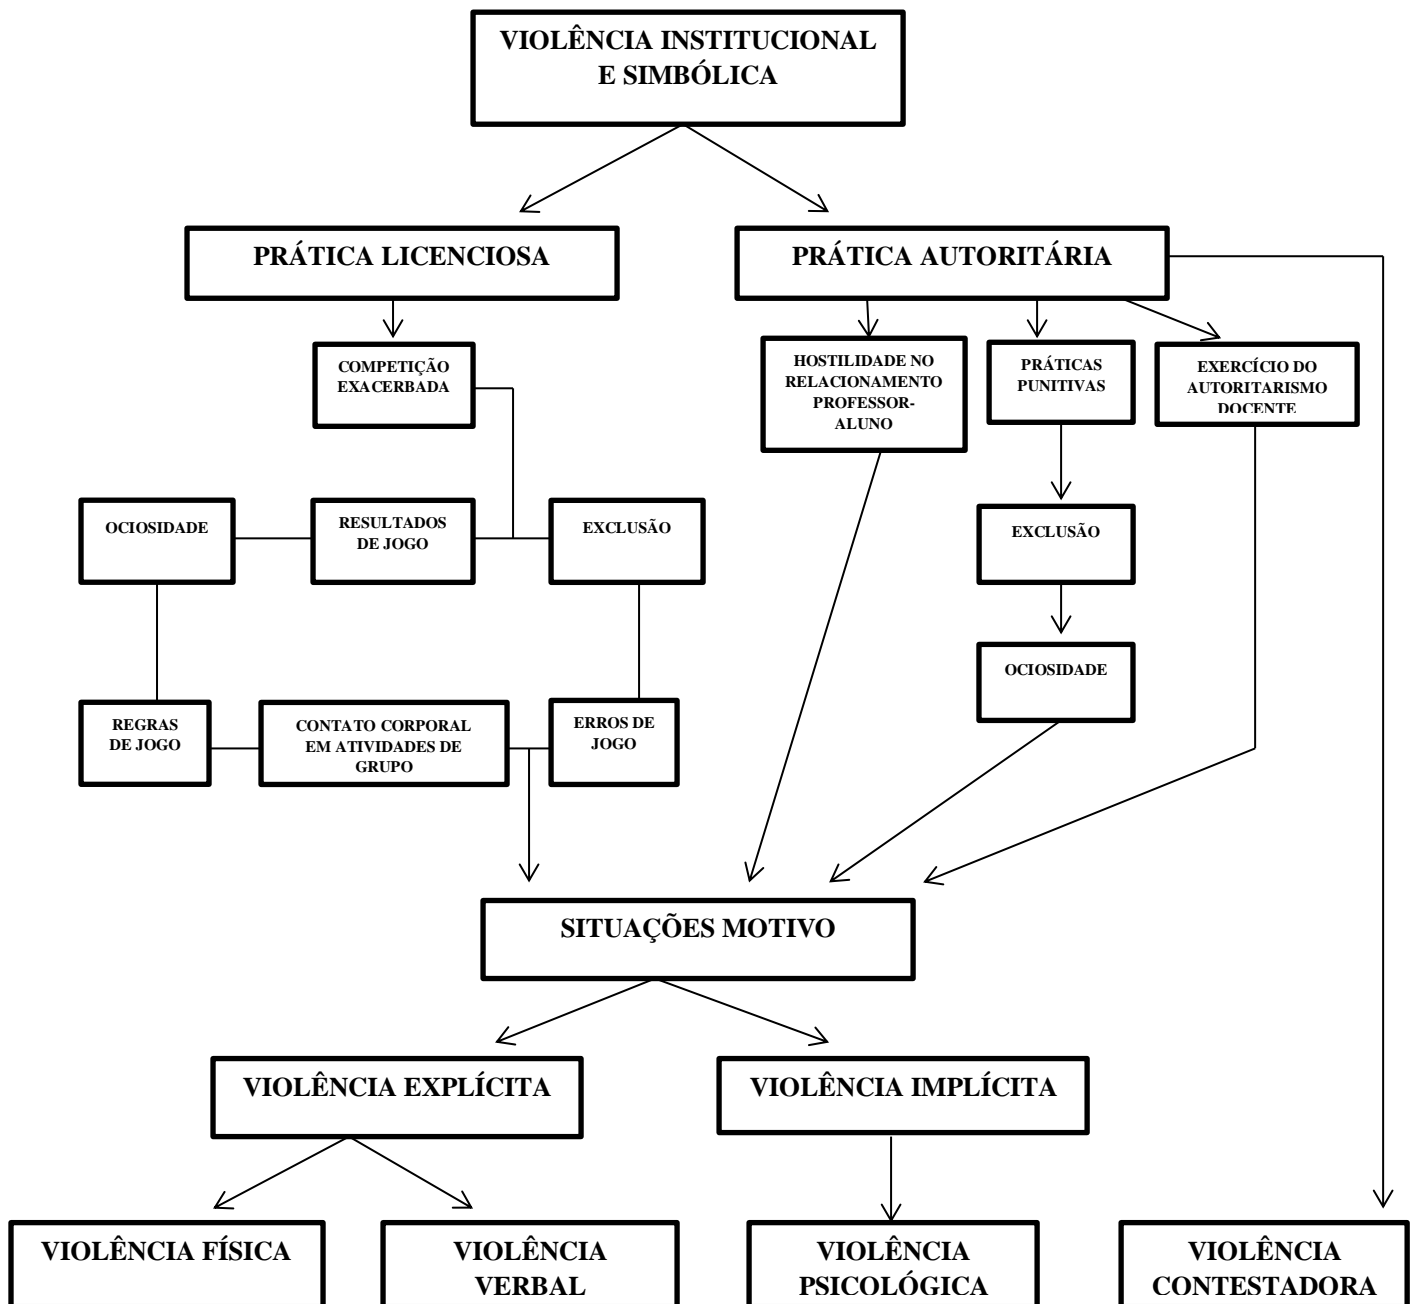 VIOLÊNCIA INSTITUCIONAL
E SIMBÓLICA
PRÁTICA LICENCIOSA
PRÁTICA AUTORITÁRIA
COMPETIÇÃO
EXACERBADA
HOSTILIDADE NO
RELACIONAMENTO
PROFESSOR-
ALUNO
PRÁTICAS
PUNITIVAS
EXERCÍCIO DO
AUTORITARISMO
DOCENTE
OCIOSIDADE
RESULTADOS
DE JOGO
EXCLUSÃO
EXCLUSÃO
OCIOSIDADE
REGRAS
DE JOGO
CONTATO CORPORAL
EM ATIVIDADES DE
GRUPO
ERROS DE
JOGO
SITUAÇÕES MOTIVO
VIOLÊNCIA EXPLÍCITA
VIOLÊNCIA IMPLÍCITA
VIOLÊNCIA FÍSICA
VIOLÊNCIA
VERBAL
VIOLÊNCIA
PSICOLÓGICA
VIOLÊNCIA
CONTESTADORA